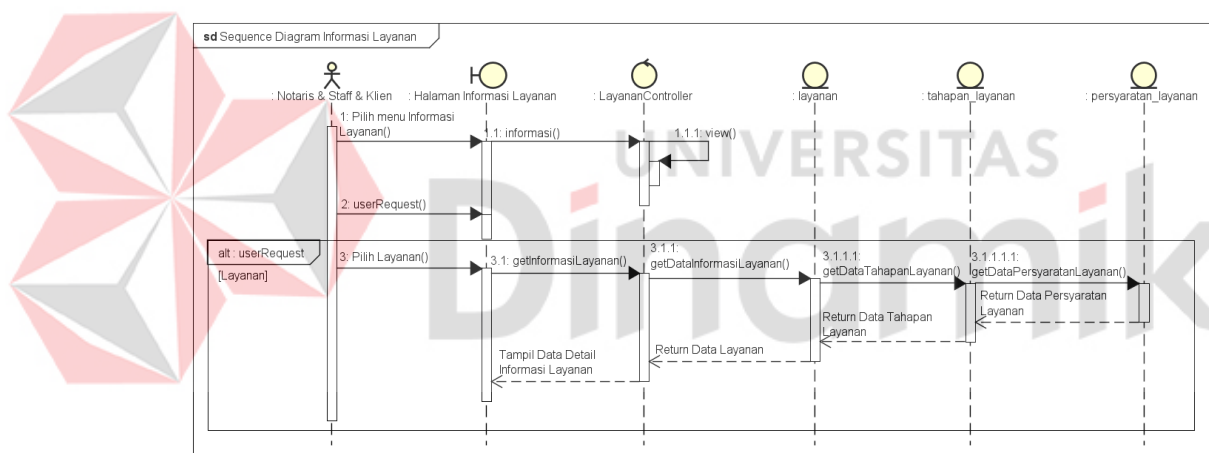 sd Sequence Diagram Informasi Layanan
: Notaris & Staff & Klien
: Halaman Informasi Layanan
: LayananController
: layanan
: tahapan_layanan
: persyaratan_layanan
1: Pilih menu Informasi
Layanan()
1.1: informasi()
1.1.1: view()
UNIVERSITAS
Dinamik
2: userRequest()
alt : userRequest
[Layanan]
3: Pilih Layanan()
3.1: getInformasiLayanan()
3.1.1:
getDataInformasiLayanan()
3.1.1.1:
getDataTahapanLayanan()
3.1.1.1.1:
getDataPersyaratanLayanan()
Return Data Persyaratan
Layanan
Return Data Tahapan
Layanan
Return Data Layanan
Tampil Data Detail
Informasi Layanan